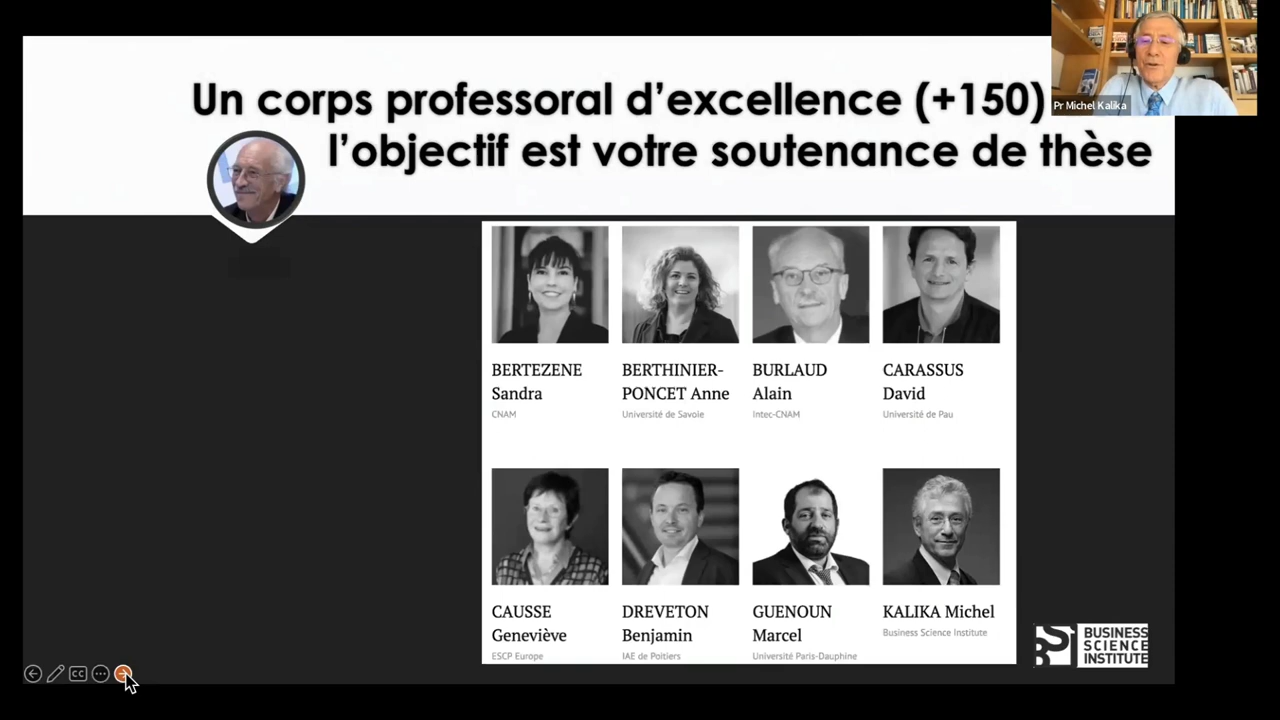 Un corps professoral d’excellence (+150)
l’objectif est votre soutenance de thèse
Pr Michel Kalika
BERTEZENE
Sandra
CNAM
BERTHINIER-
PONCET Anne
Université de Savoie
BURLAUD
Alain
Intec-CNAM
CARASSUS
David
Université de Pau
CAUSSE
Geneviève
ESCP Europe
DREVETON
Benjamin
IAE de Poitiers
GUENOUN
Marcel
Université Paris-Dauphine
KALIKA Michel
Business Science Institute
BUSINESS
SCIENCE
INSTITUTE
CC